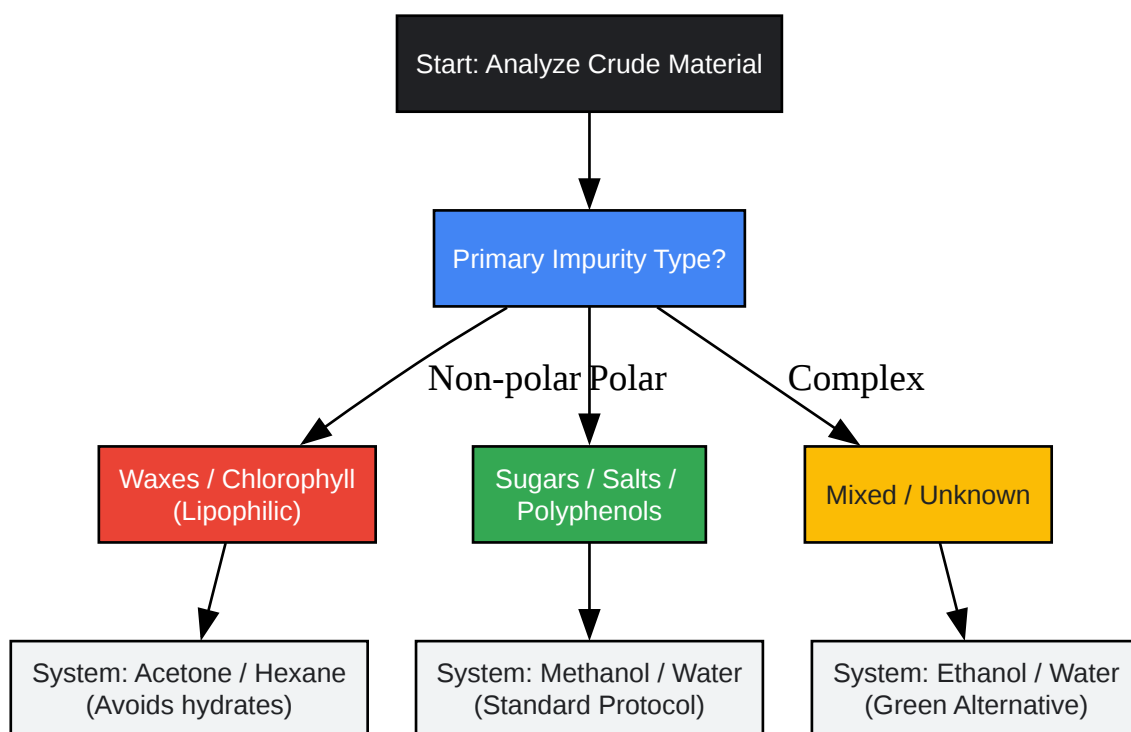 Start: Analyze Crude Material
Primary Impurity Type?
Non-polar
Polar
Complex
Waxes / Chlorophyll
(Lipophilic)
Sugars / Salts /
Polyphenols
Mixed / Unknown
System: Acetone / Hexane
(Avoids hydrates)
System: Methanol / Water
(Standard Protocol)
System: Ethanol / Water
(Green Alternative)